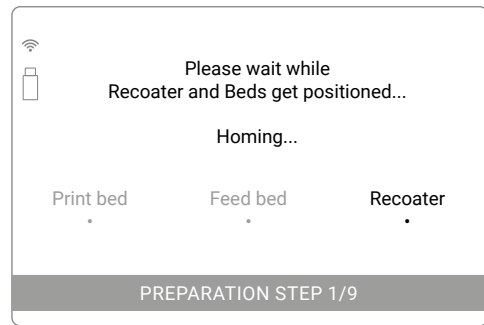 Please wait while
Recoater and Beds get positioned...
Homing...
Print bed Feed bed Recoater
PREPARATION STEP 1/9